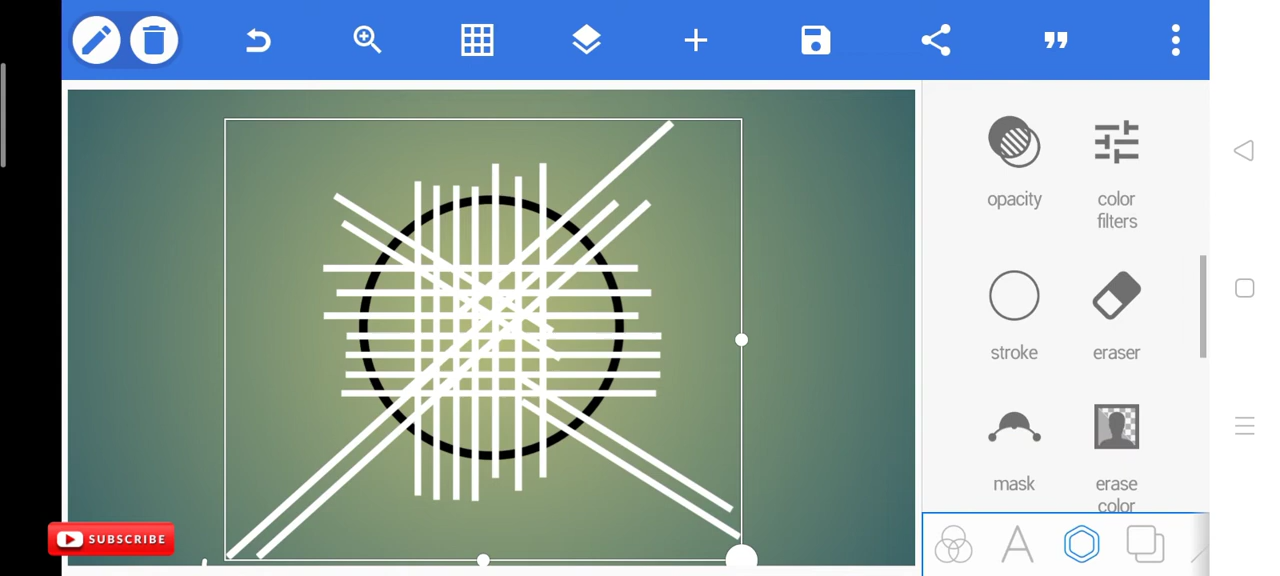 opacity
color
filters
stroke
eraser
mask
erase
color
SUBSCRIBE